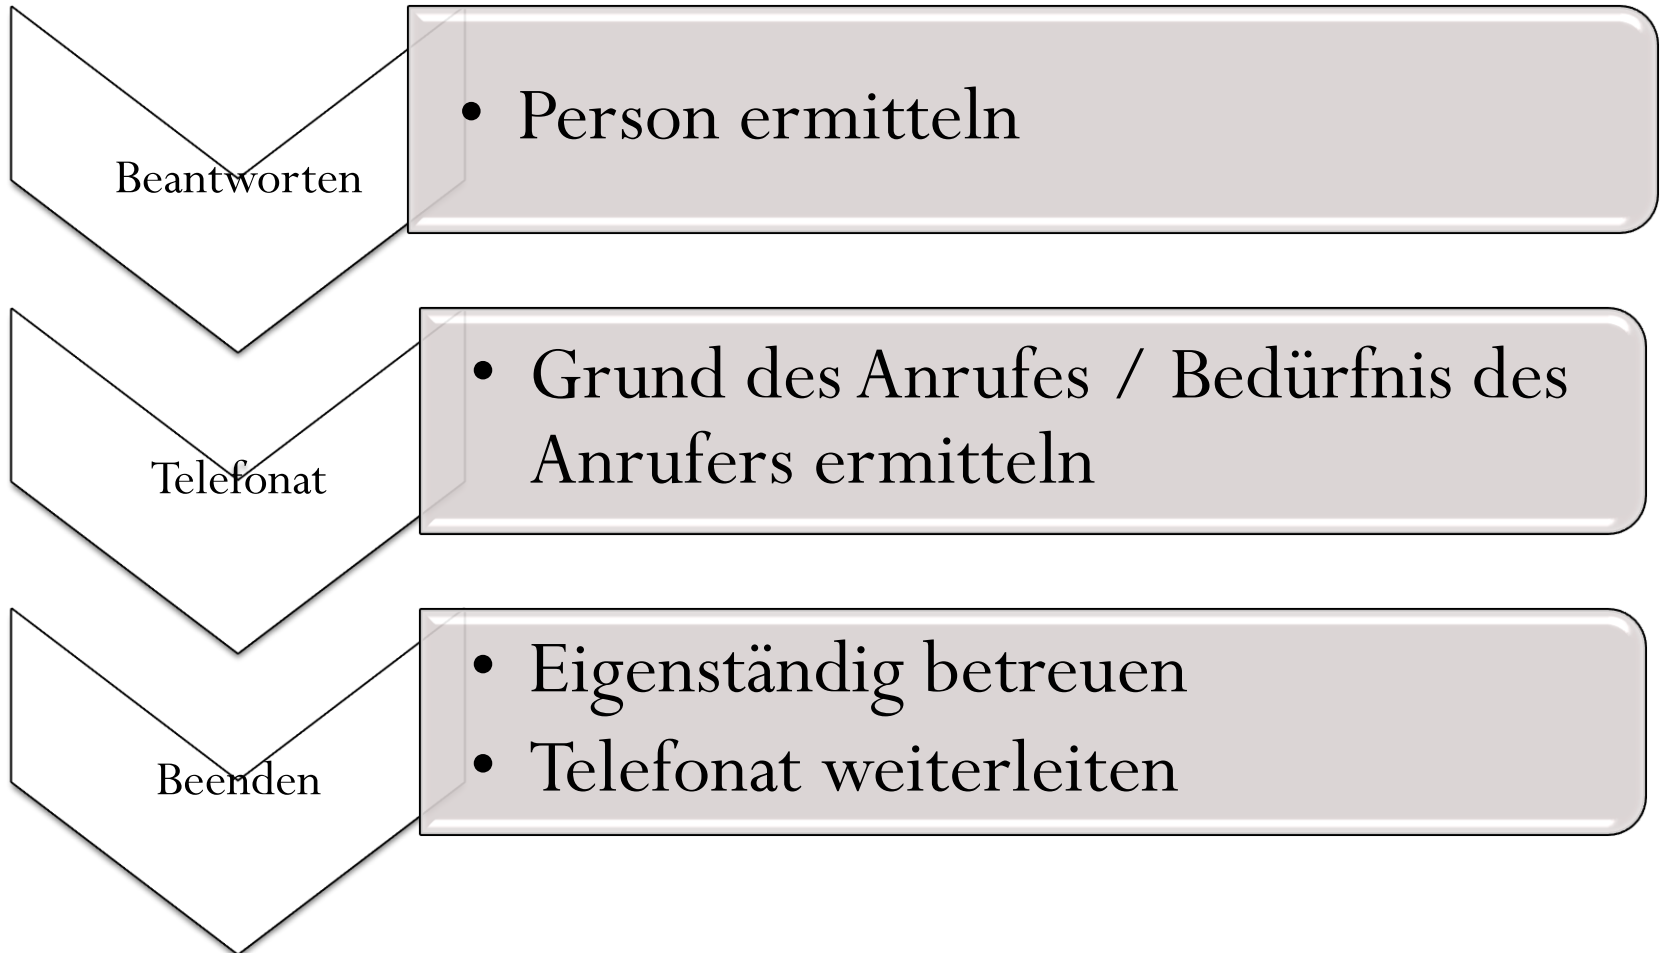 Beantworten
• Person ermitteln
Telefonat
• Grund des Anrufes / Bedürfnis des
Anrufers ermitteln
Beenden
• Eigenständig betreuen
• Telefonat weiterleiten